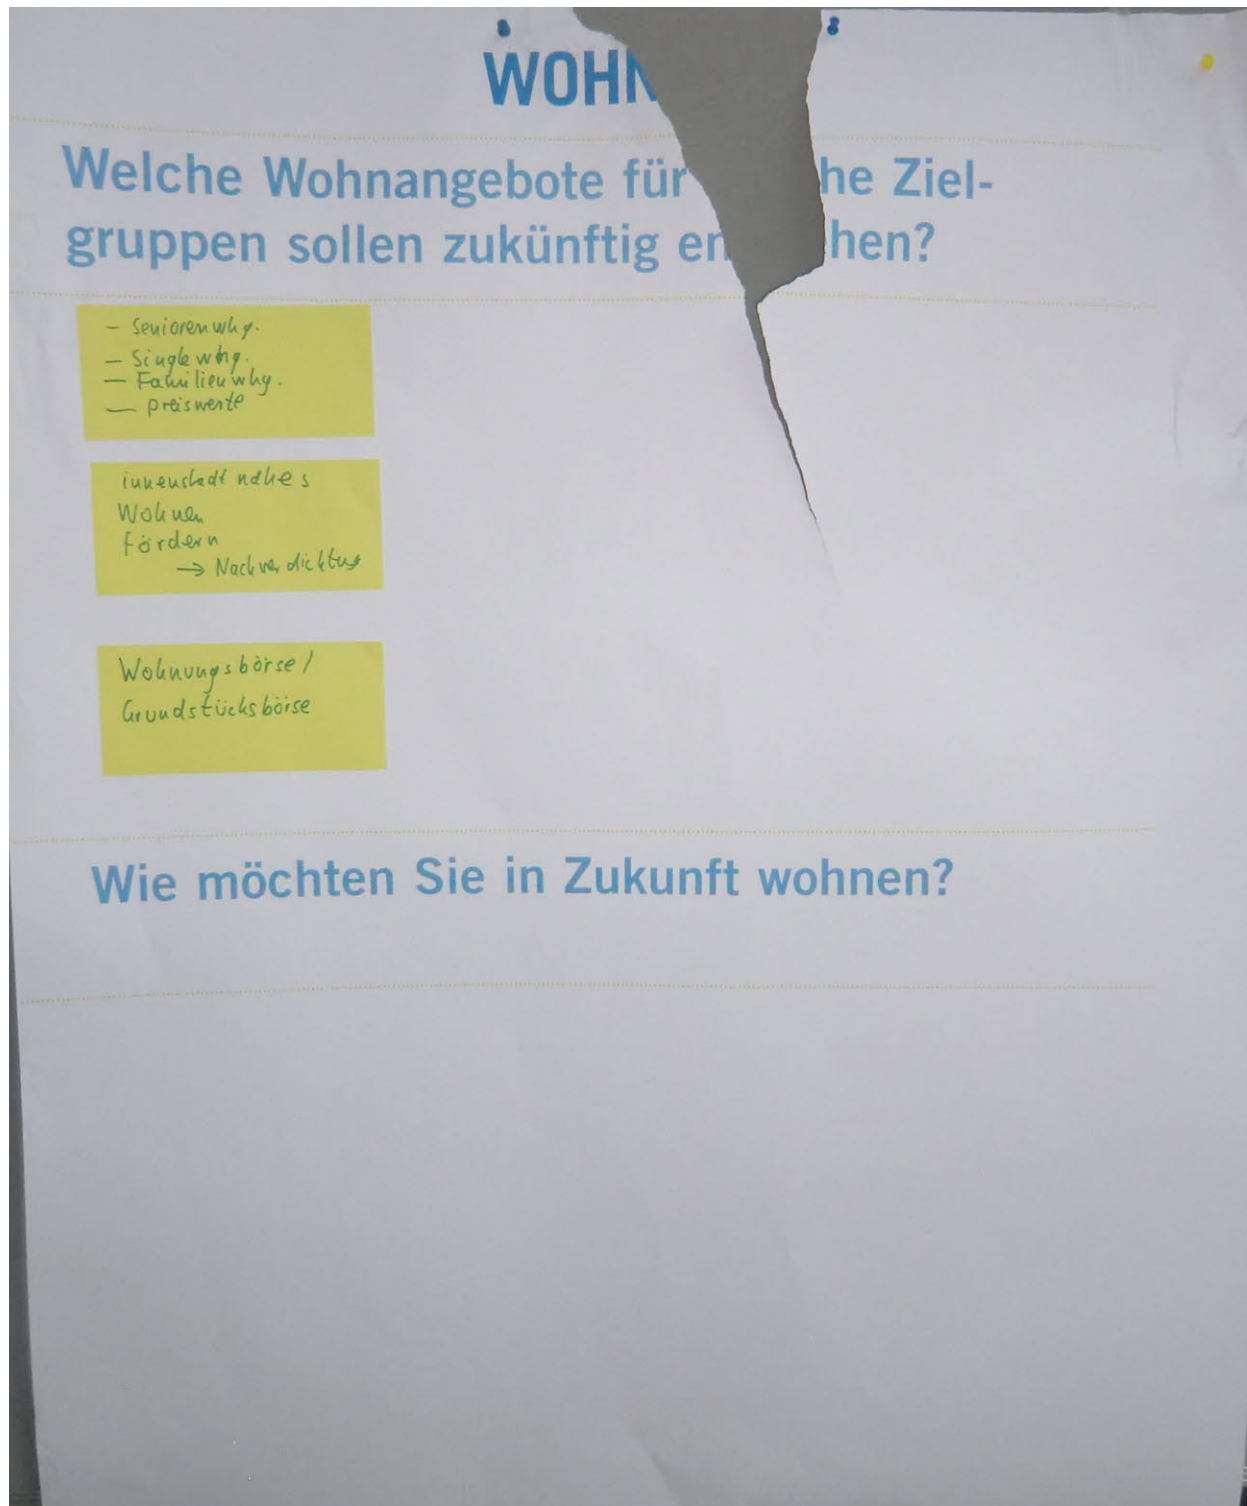 WOHN
Welche Wohnangebote für he Ziel-
gruppen sollen zukünftig en hen?
- Seniorenwhg.
- Singlewhg.
- Familienwhg.
- preiswerte
innenstadtnahes
Wohnen
fördern
→ Nachverdichtung
Wohnungsbörse/
Grundstücksbörse
Wie möchten Sie in Zukunft wohnen?